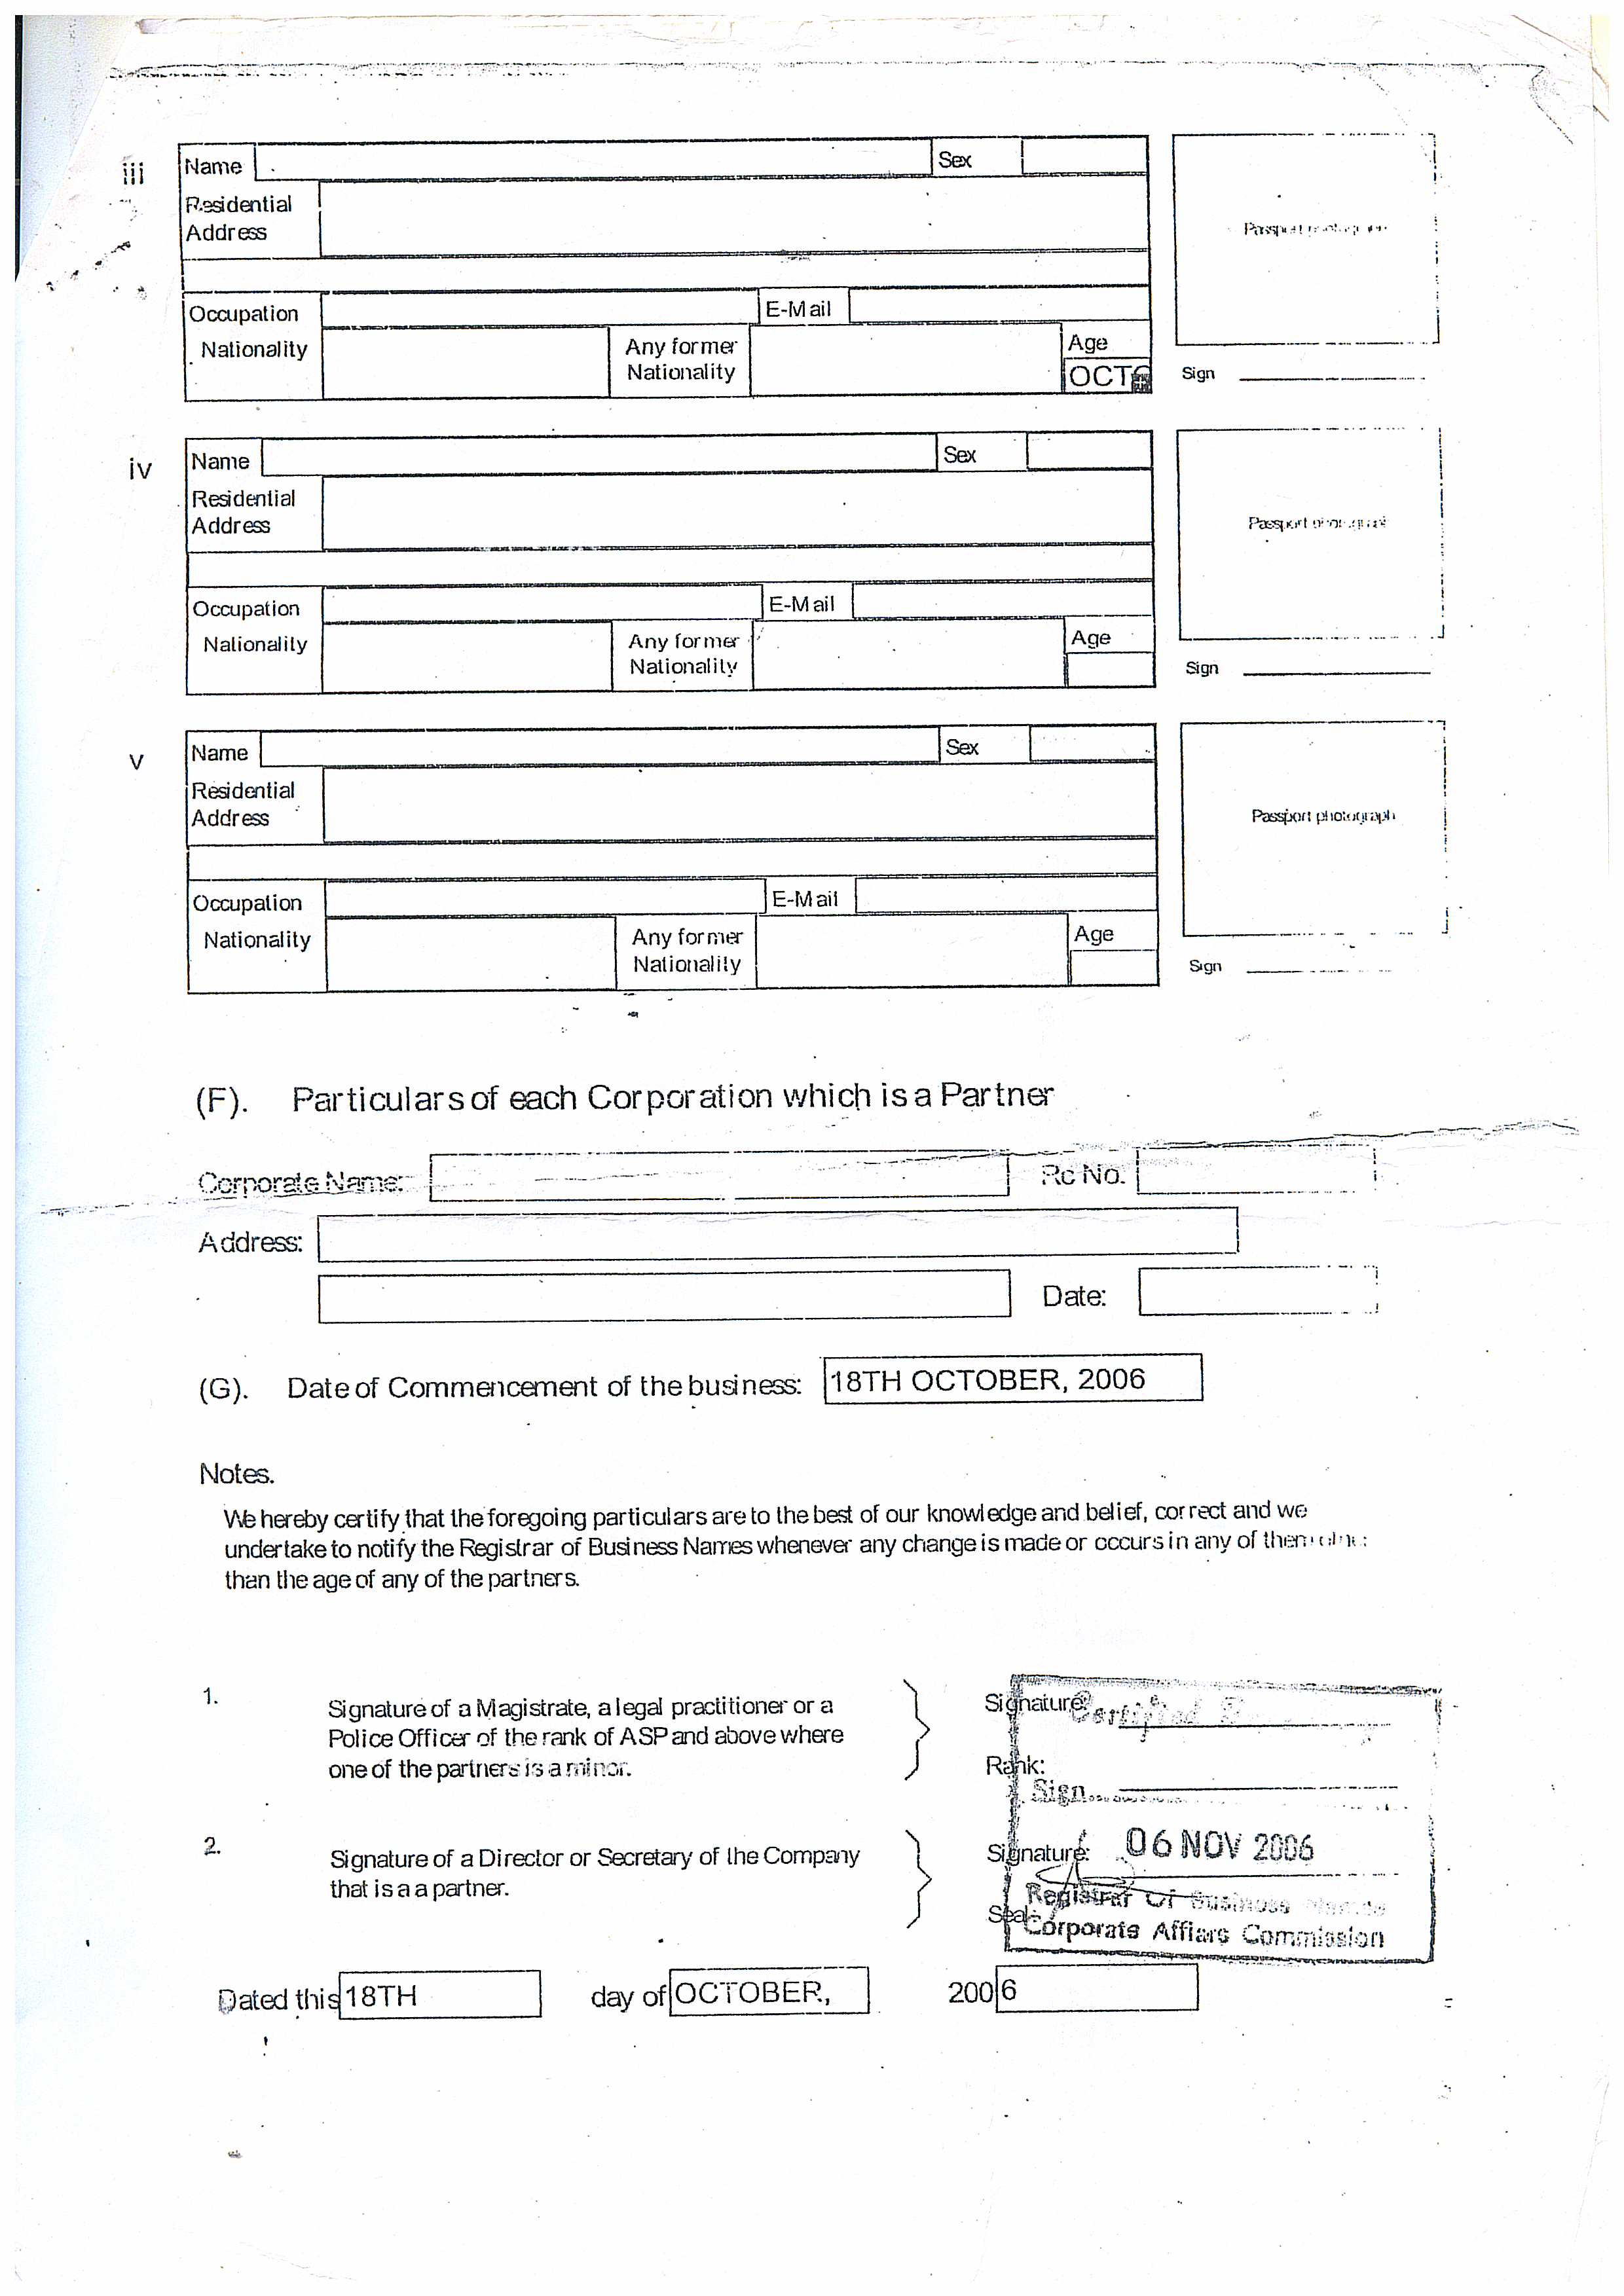 iii Name Sex
Residential
Address
Passport
Occupation E-Mail
Nationality Any former
Nationality Age
OCTO
Sign
iv Name Sex
Residential
Address
Passport
Occupation E-Mail
Nationality Any former
Nationality Age
Sign
v Name Sex
Residential
Address
Passport photograph
Occupation E-Mail
Nationality Any former
Nationality Age
Sign
(F). Particulars of each Corporation which is a Partner
Corporate Name: Rc No.
Address:
Date:
(G). Date of Commencement of the business: 18TH OCTOBER, 2006
Notes.
We hereby certify that the foregoing particulars are to the best of our knowledge and belief, correct and we
undertake to notify the Registrar of Business Names whenever any change is made or occurs in any of them
than the age of any of the partners.
1. Signature of a Magistrate, a legal practitioner or a
Police Officer of the rank of ASP and above where
one of the partners is a minor.
Signature:
Certified
Rank:
Sign
2. Signature of a Director or Secretary of the Company
that is a a partner.
Signature:
06 NOV 2006
Registrar Of Business
Seal:
Corporate Affiars Commission
Dated this 18TH day of OCTOBER, 2006